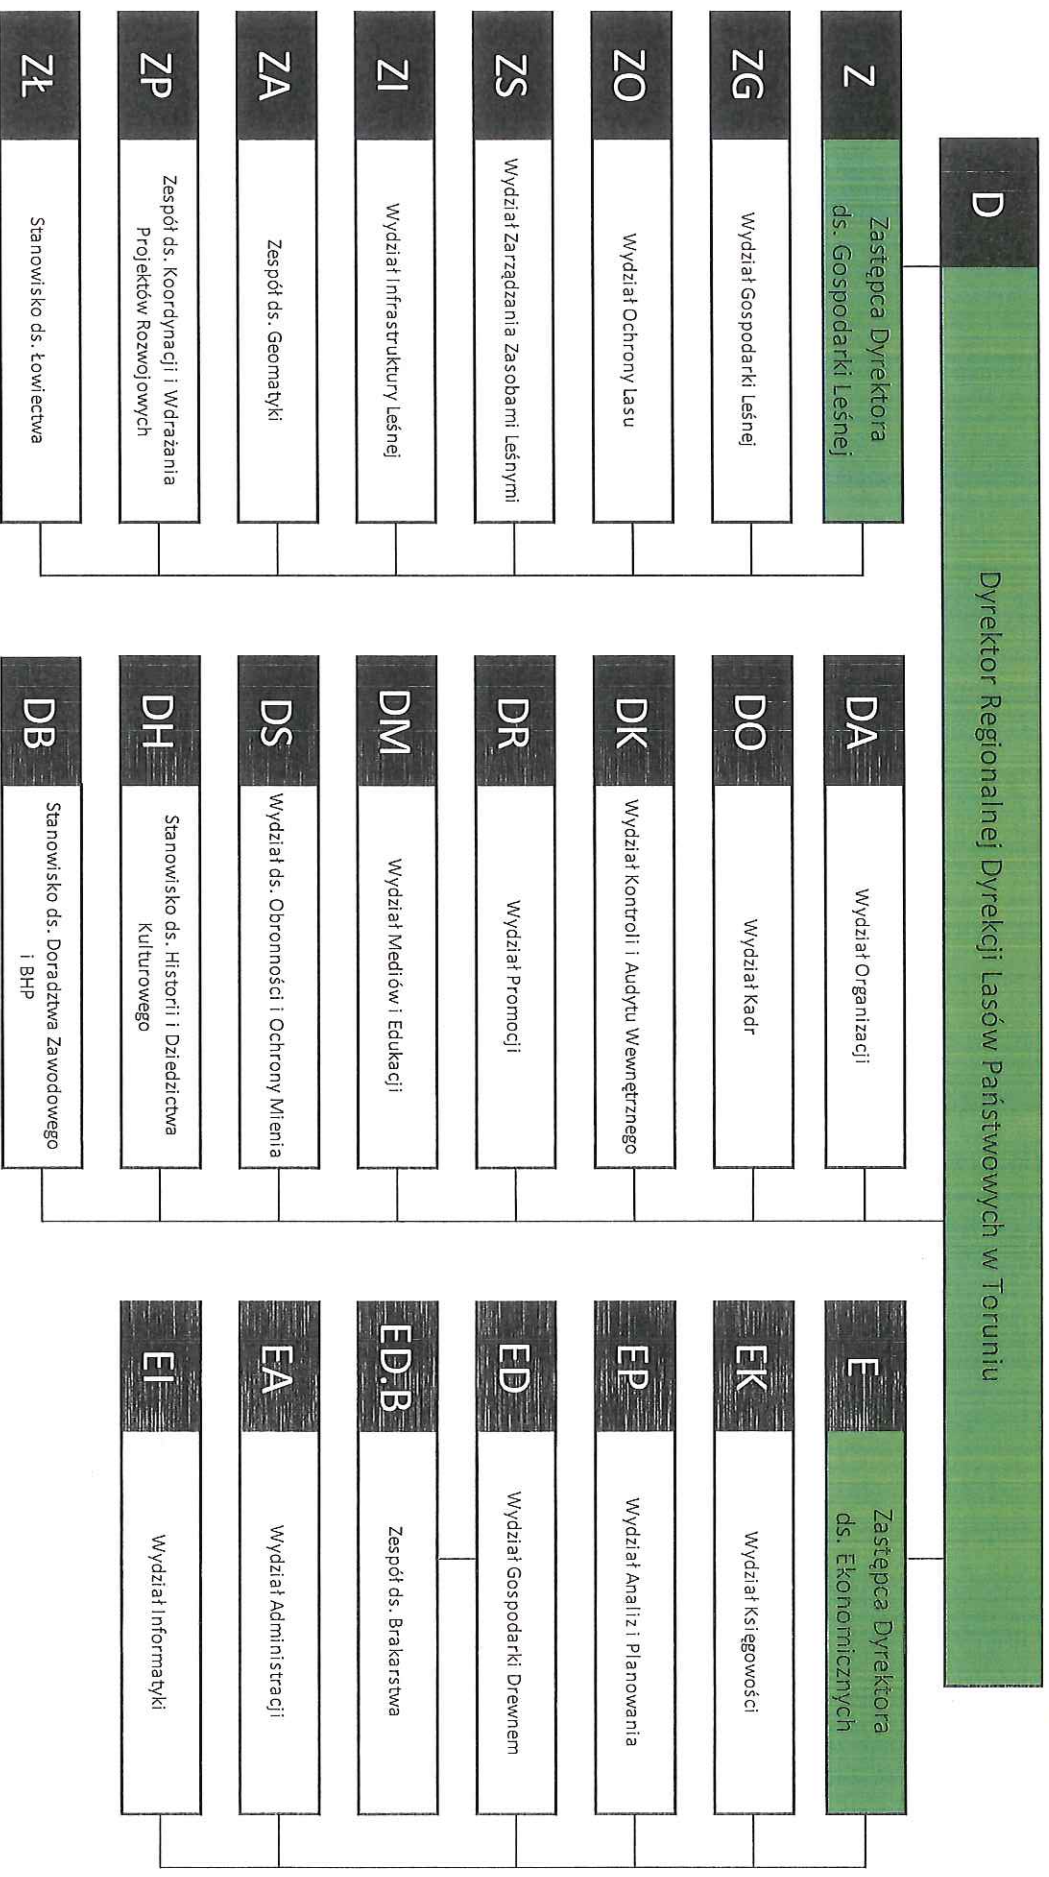 D
Dyrektor Regionalnej Dyrekcji Lasów Państwowych w Toruniu
Z
Zastępca Dyrektora
ds. Gospodarki Leśnej
ZG
Wydział Gospodarki Leśnej
ZO
Wydział Ochrony Lasu
ZS
Wydział Zarządzania Zasobami Leśnymi
ZI
Wydział Infrastruktury Leśnej
ZA
Zespół ds. Geomatyki
ZP
Zespół ds. Koordynacji i Wdrażania
Projektów Rozwojowych
ZŁ
Stanowisko ds. Łowiectwa
DA
Wydział Organizacji
DO
Wydział Kadr
DK
Wydział Kontroli i Audytu Wewnętrznego
DR
Wydział Promocji
DM
Wydział Mediów i Edukacji
DS
Wydział ds. Obronności i Ochrony Mienia
DH
Stanowisko ds. Historii i Dziedzictwa
Kulturowego
DB
Stanowisko ds. Doradztwa Zawodowego
i BHP
E
Zastępca Dyrektora
ds. Ekonomicznych
EK
Wydział Księgowości
EP
Wydział Analiz i Planowania
ED
Wydział Gospodarki Drewnem
ED.B
Zespół ds. Brakarstwa
EA
Wydział Administracji
EI
Wydział Informatyki